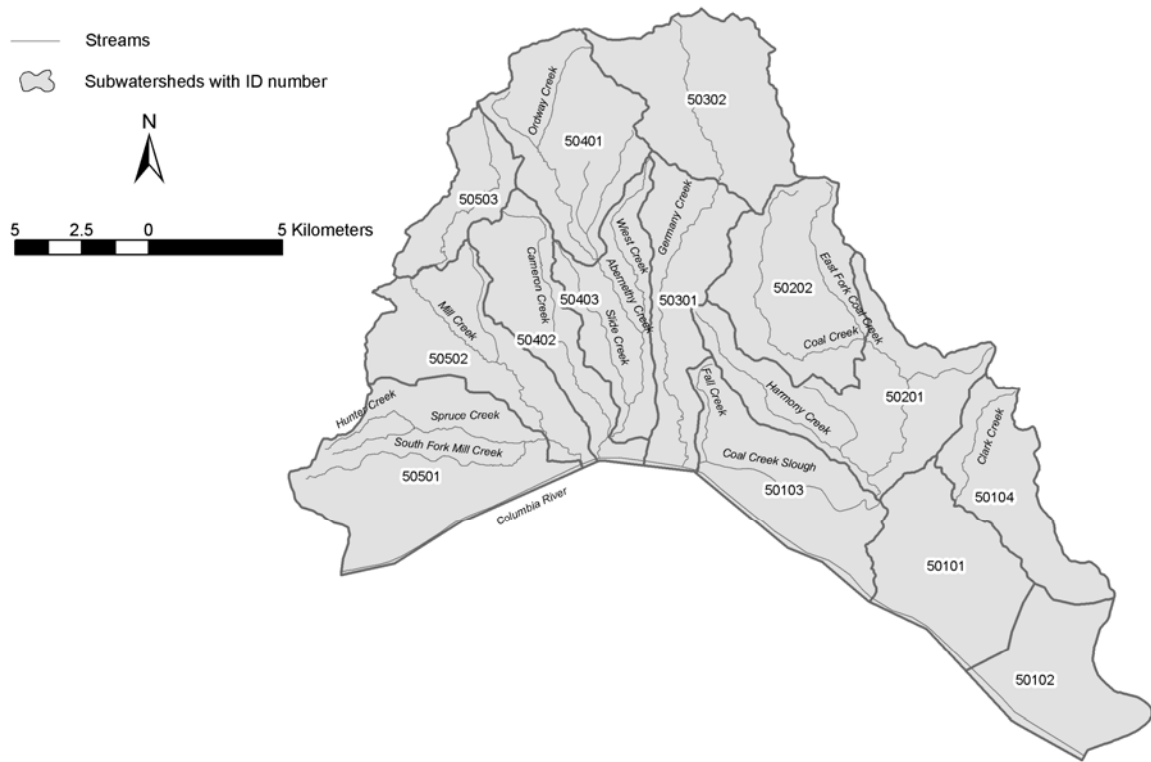 Streams
Subwatersheds with ID number
N
5 2.5 0 5 Kilometers
Ordway Creek
50302
50401
50503
Germany Creek
Wiest Creek
Cameron Creek
Abernethy Creek
East Fork Coal Creek
50202
50403
50301
Mill Creek
Slide Creek
50402
Coal Creek
50502
Fall Creek
Harmony Creek
50201
Hunter Creek
Spruce Creek
Clark Creek
South Fork Mill Creek
Coal Creek Slough
50501
50103
50104
Columbia River
50101
50102